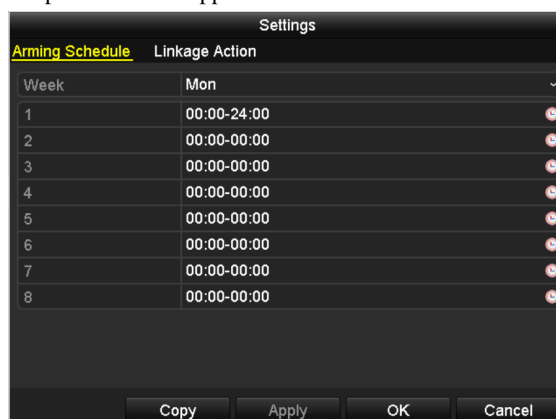 Settings
Arming Schedule Linkage Action
Week Mon
1 00:00-24:00
2 00:00-00:00
3 00:00-00:00
4 00:00-00:00
5 00:00-00:00
6 00:00-00:00
7 00:00-00:00
8 00:00-00:00
Copy Apply OK Cancel